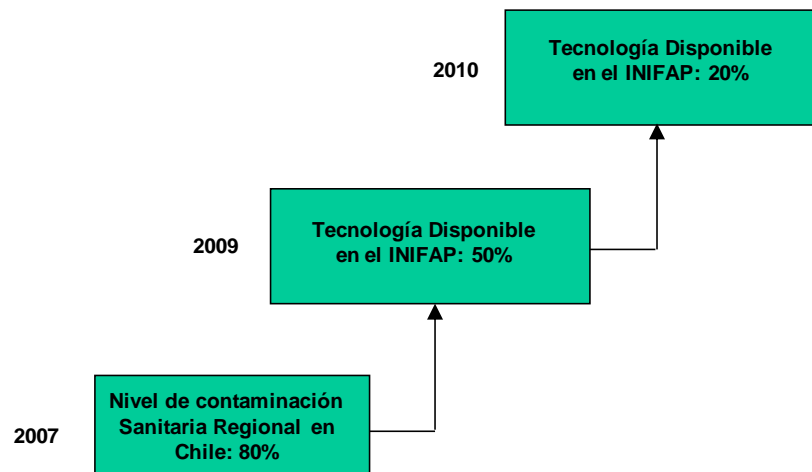 2010
Tecnología Disponible
en el INIFAP: 20%
2009
Tecnología Disponible
en el INIFAP: 50%
2007
Nivel de contaminación
Sanitaria Regional en
Chile: 80%